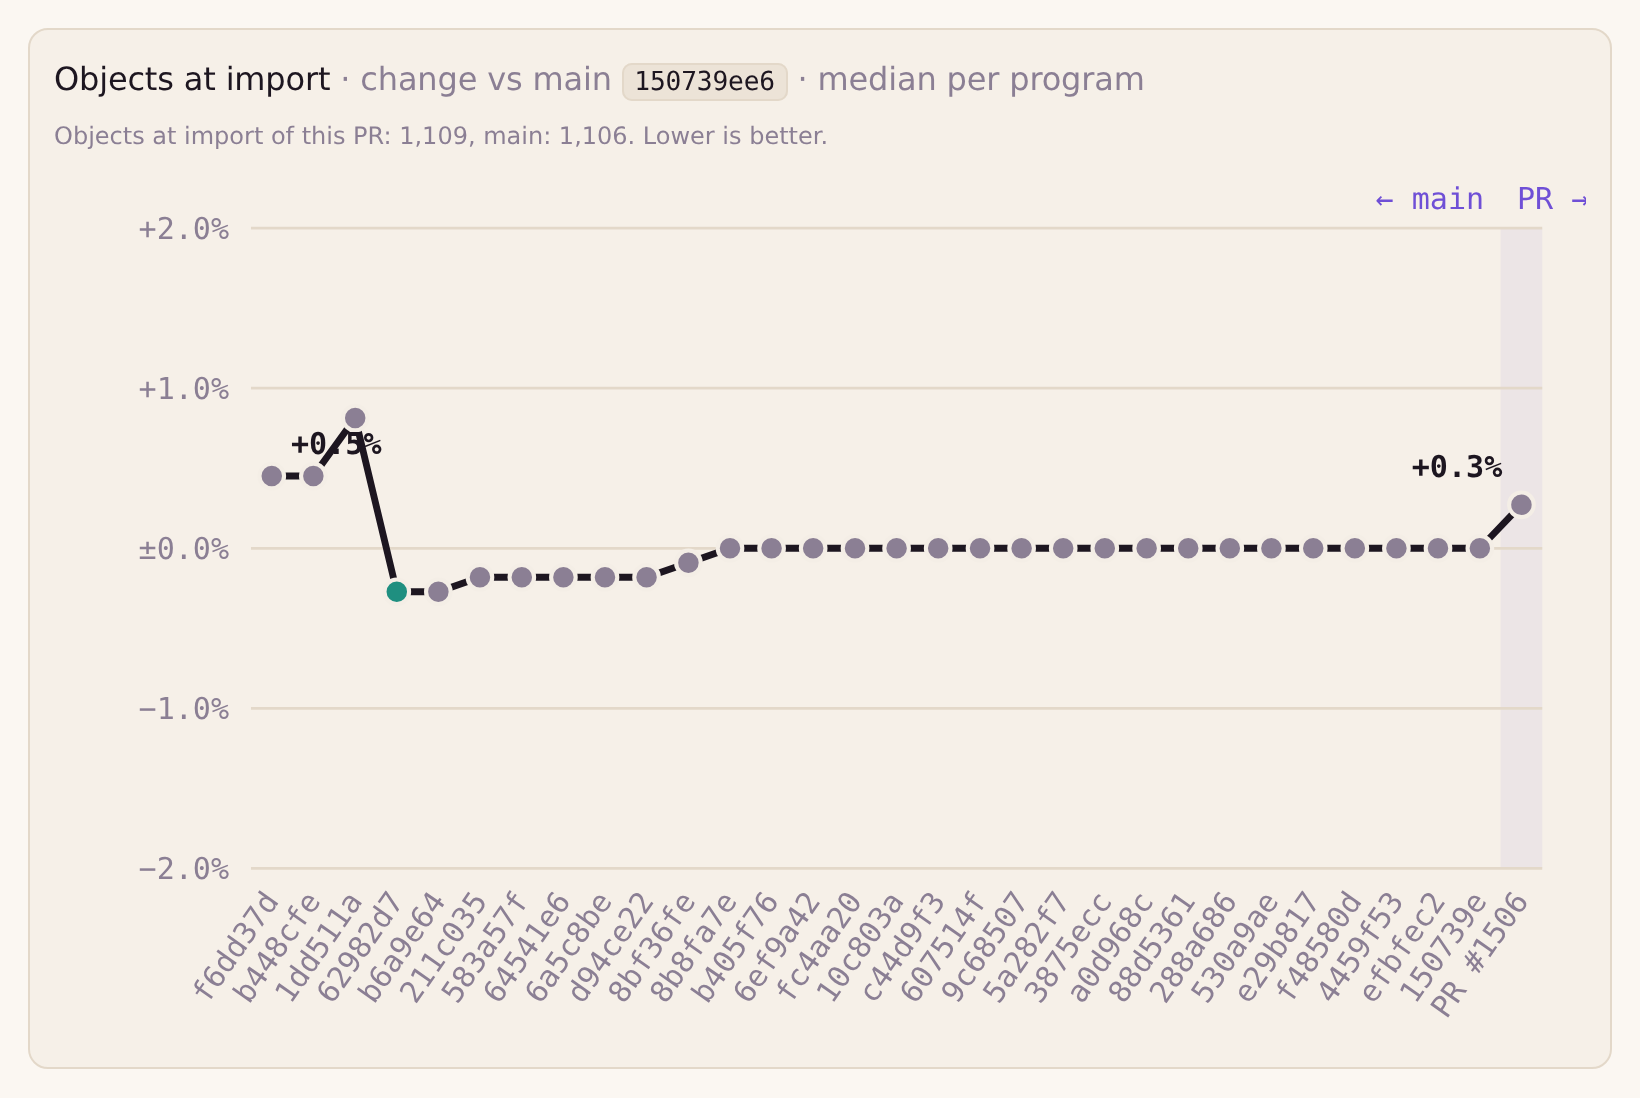 Objects at import · change vs main 150739ee6 · median per program
Objects at import of this PR: 1,109, main: 1,106. Lower is better.
← main PR →
+2.0%
+1.0%
±0.0%
−1.0%
−2.0%
+0.5%
+0.3%
f6dd37d
b448cfe
1dd511a
62982d7
b6a9e64
211c035
583a57f
64541e6
6a5c8be
d94ce22
8bf36fe
8b8fa7e
b405f76
6ef9a42
fc4aa20
10c803a
c44d9f3
607514f
9c68507
5a282f7
3875ecc
a0d968c
88d5361
288a686
530a9ae
e29b817
f48580d
4459f53
efbfec2
150739e
PR #1506